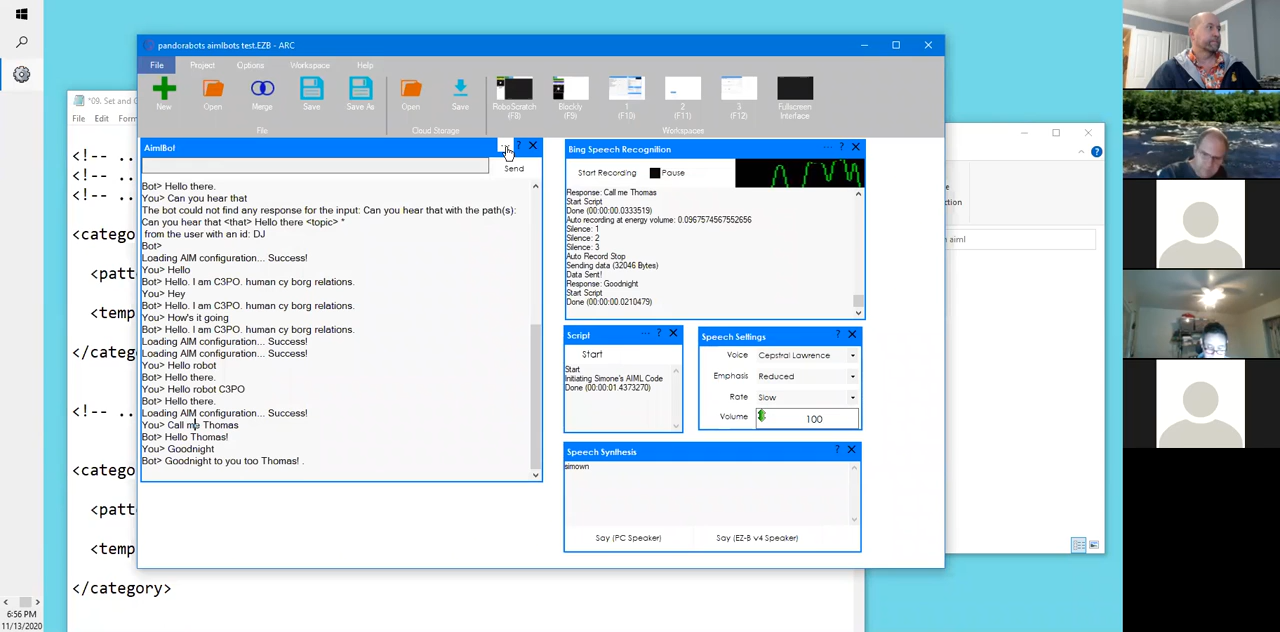 pandorabots aimlbots test.EZB - ARC
File Project Options Workspace Help
New Open Merge Save Save As
File
Open Save
Cloud Storage
RoboScratch (F8)
Blockly (F9)
1 (F10)
2 (F11)
3 (F12)
Fullscreen Interface
Workspaces
AimlBot
... ?
Send
Bot> Hello there.
You> Can you hear that
The bot could not find any response for the input: Can you hear that with the path(s):
Can you hear that <that> Hello there <topic> *
from the user with an id: DJ
Bot>
Loading AIM configuration... Success!
You> Hello
Bot> Hello. I am C3PO. human cy borg relations.
You> Hey
Bot> Hello. I am C3PO. human cy borg relations.
You> How's it going
Bot> Hello. I am C3PO. human cy borg relations.
Loading AIM configuration... Success!
Loading AIM configuration... Success!
You> Hello robot
Bot> Hello there.
You> Hello robot C3PO
Bot> Hello there.
Loading AIM configuration... Success!
You> Call me Thomas
Bot> Hello Thomas!
You> Goodnight
Bot> Goodnight to you too Thomas! .
Bing Speech Recognition
... ?
Start Recording
Pause
Response: Call me Thomas
Start Script
Done (00:00:00.0333519)
Auto recording at energy volume: 0.0967574567552656
Silence: 1
Silence: 2
Silence: 3
Auto Record Stop
Sending data (32046 Bytes)
Data Sent!
Response: Goodnight
Start Script
Done (00:00:00.0210479)
Script
... ?
Start
Start
Initiating Simone's AIML Code
Done (00:00:01.4373270)
Speech Settings
?
Voice Cepstral Lawrence
Emphasis Reduced
Rate Slow
Volume 100
Speech Synthesis
?
simown
Say (PC Speaker)
Say (EZ-B v4 Speaker)
*09. Set and
File Edit Form
<!-- ..
<!-- ..
<!-- ..
<catego
<patt
<temp
</catego
<!-- ..
<catego
<patt
<temp
</category>
aiml
6:56 PM
11/13/2020